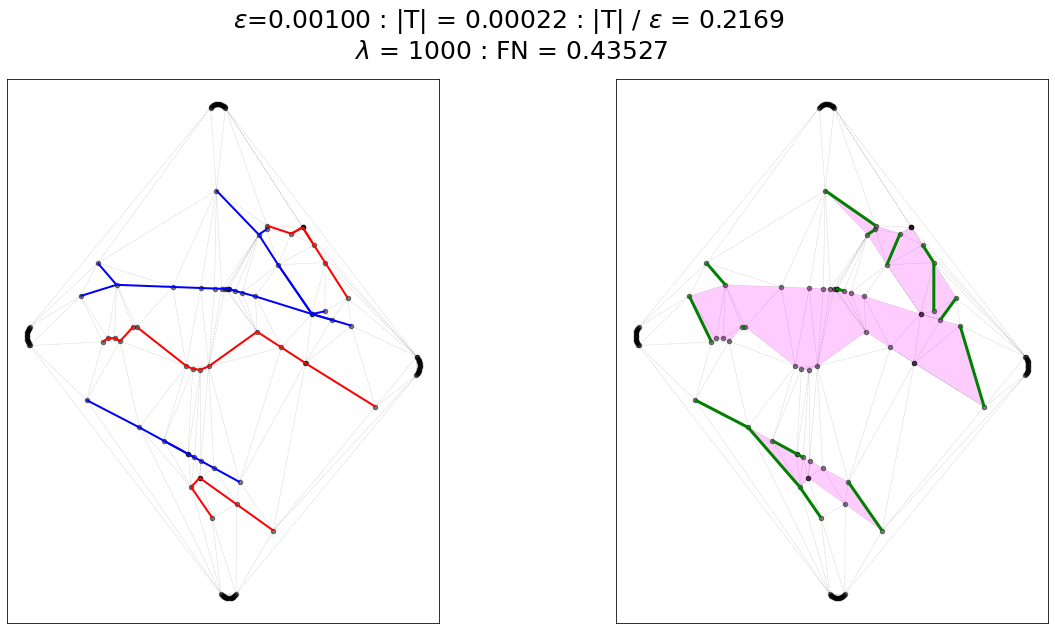 ε=0.00100 : |T| = 0.00022 : |T| / ε = 0.2169
λ = 1000 : FN = 0.43527